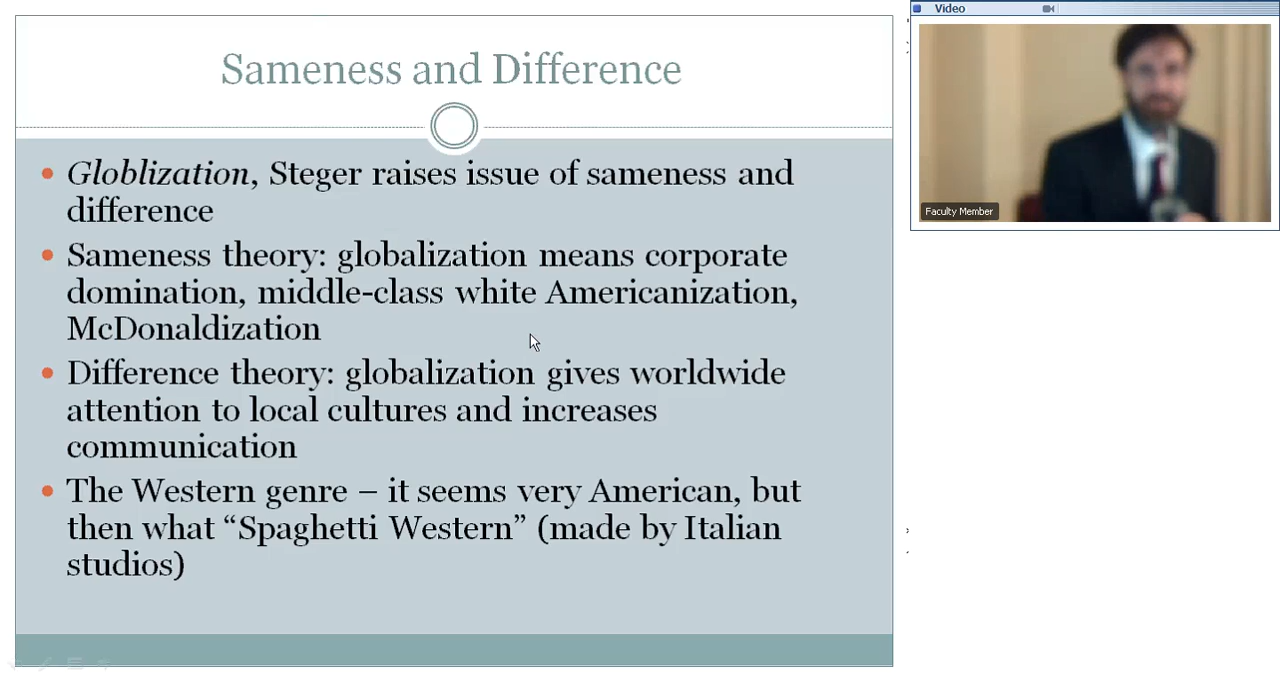 Sameness and Difference
Globlization, Steger raises issue of sameness and
difference
Sameness theory: globalization means corporate
domination, middle-class white Americanization,
McDonaldization
Difference theory: globalization gives worldwide
attention to local cultures and increases
communication
The Western genre – it seems very American, but
then what “Spaghetti Western” (made by Italian
studios)
Video
Faculty Member